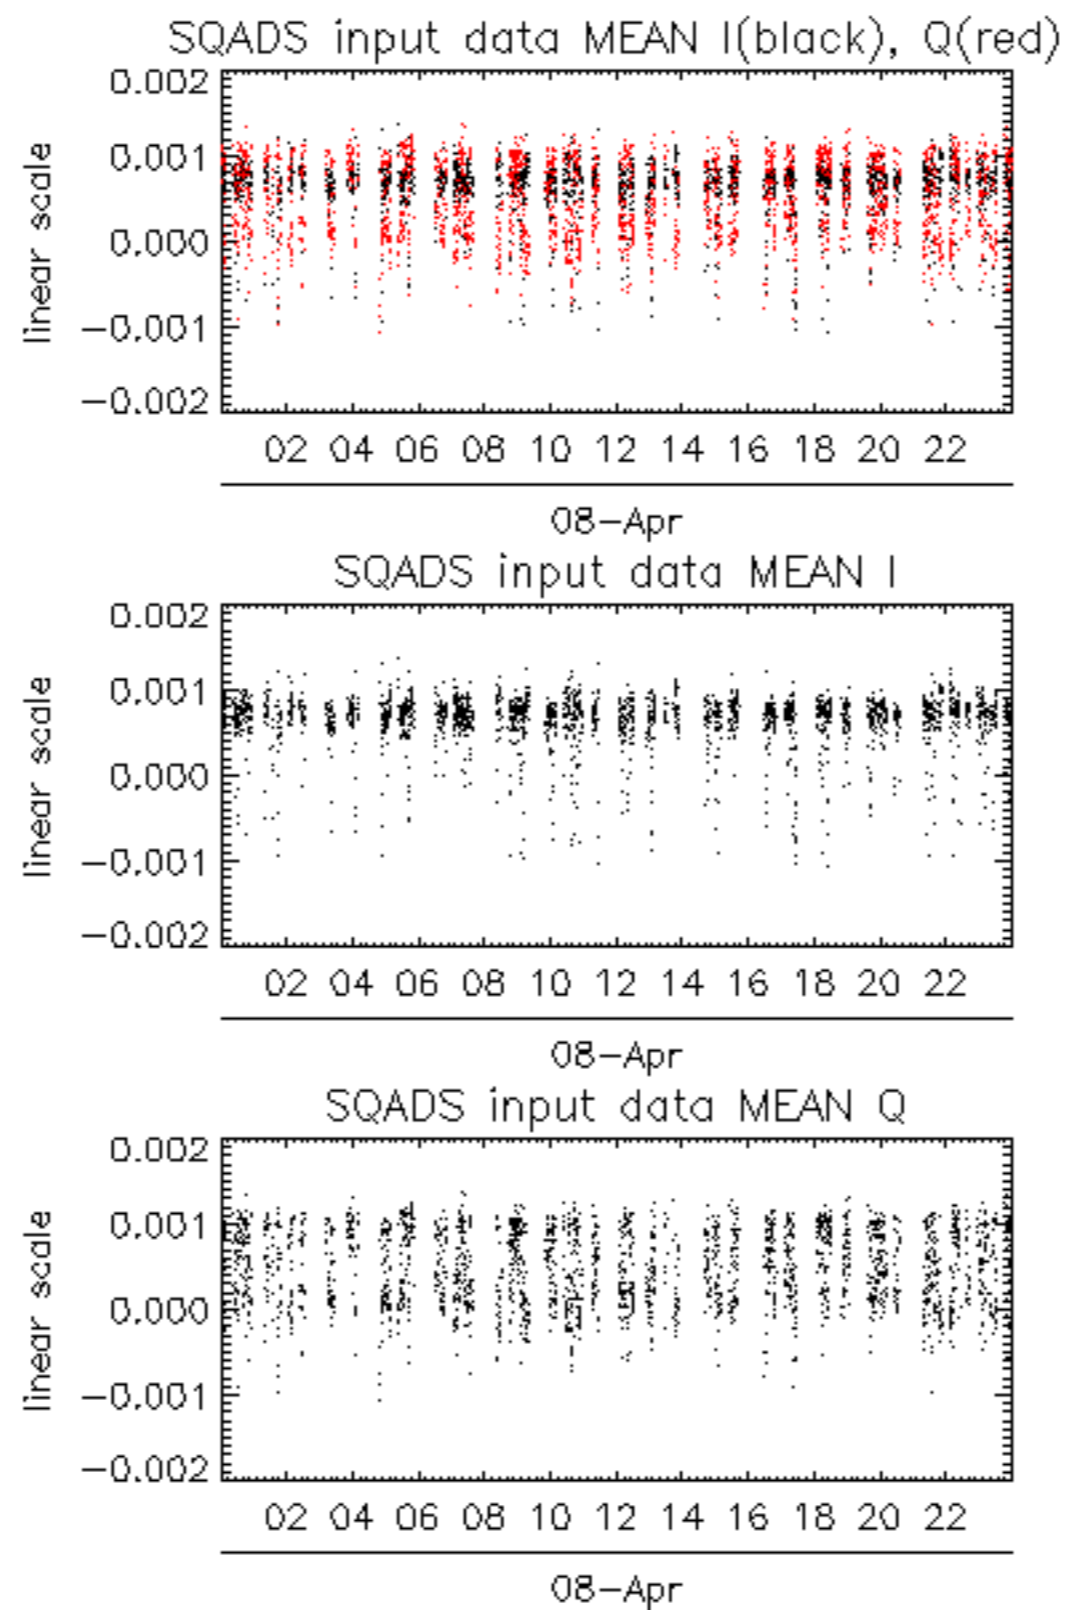 SQADS input data MEAN I(black), Q(red)
0.002
0.001
0.000
−0.001
−0.002
linear scale
02 04 06 08 10 12 14 16 18 20 22
08−Apr
SQADS input data MEAN I
0.002
0.001
0.000
−0.001
−0.002
linear scale
02 04 06 08 10 12 14 16 18 20 22
08−Apr
SQADS input data MEAN Q
0.002
0.001
0.000
−0.001
−0.002
linear scale
02 04 06 08 10 12 14 16 18 20 22
08−Apr